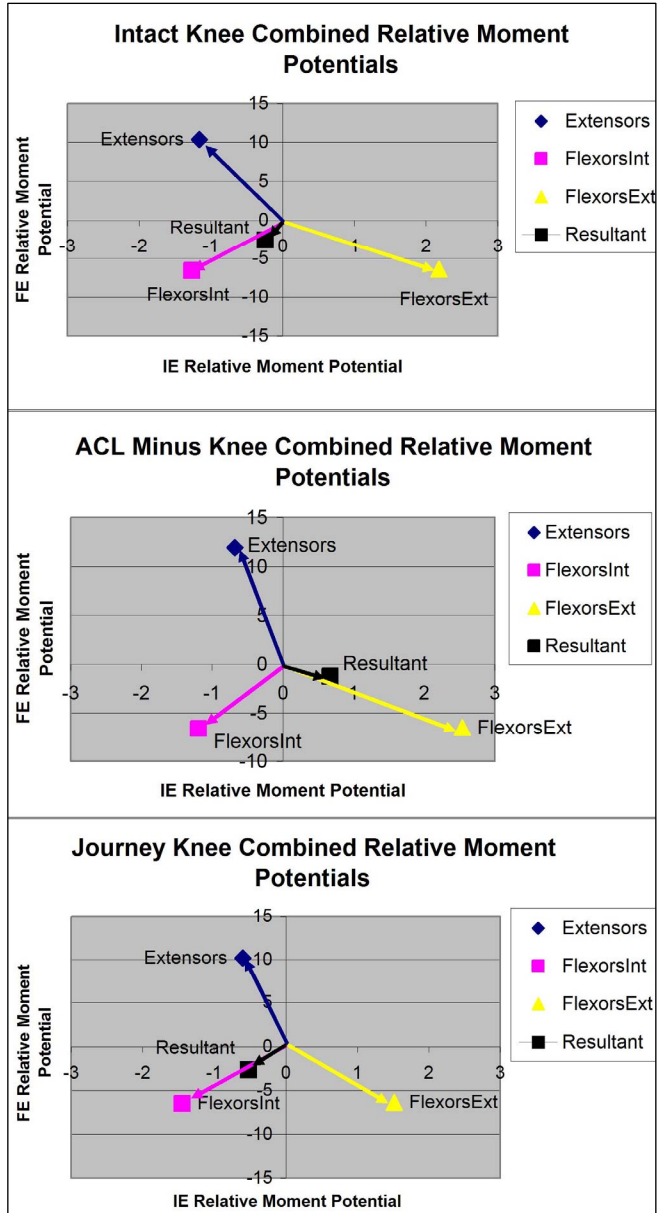 Intact Knee Combined Relative Moment
Potentials
FE Relative Moment
Potential
15
10
5
0
-5
-10
-15
-3
-2
-1
0
1
2
3
Extensors
Resultant
FlexorsInt
FlexorsExt
IE Relative Moment Potential
Extensors
FlexorsInt
FlexorsExt
Resultant
ACL Minus Knee Combined Relative Moment
Potentials
FE Relative Moment
Potential
15
10
5
0
-5
-10
-3
-2
-1
0
1
2
3
Extensors
Resultant
FlexorsInt
FlexorsExt
IE Relative Moment Potential
Extensors
FlexorsInt
FlexorsExt
Resultant
Journey Knee Combined Relative Moment
Potentials
FE Relative Moment
Potential
15
10
5
0
-5
-10
-15
-3
-2
-1
0
1
2
3
Extensors
Resultant
FlexorsInt
FlexorsExt
IE Relative Moment Potential
Extensors
FlexorsInt
FlexorsExt
Resultant